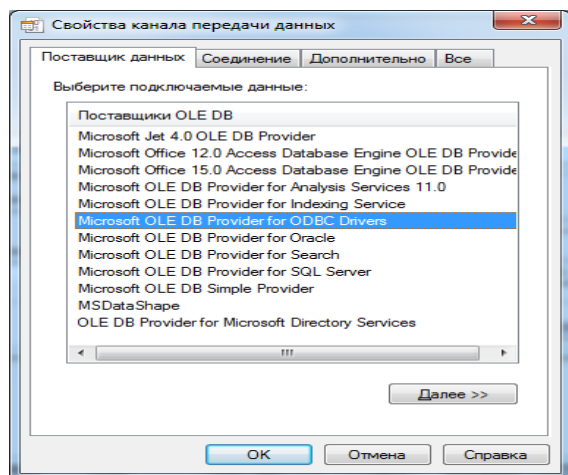 Свойства канала передачи данных
Поставщик данных Соединение Дополнительно Все
Выберите подключаемые данные:
Поставщики OLE DB
Microsoft Jet 4.0 OLE DB Provider
Microsoft Office 12.0 Access Database Engine OLE DB Provide
Microsoft Office 15.0 Access Database Engine OLE DB Provide
Microsoft OLE DB Provider for Analysis Services 11.0
Microsoft OLE DB Provider for Indexing Service
Microsoft OLE DB Provider for ODBC Drivers
Microsoft OLE DB Provider for Oracle
Microsoft OLE DB Provider for Search
Microsoft OLE DB Provider for SQL Server
Microsoft OLE DB Simple Provider
MSDataShape
OLE DB Provider for Microsoft Directory Services
Далее >>
OK Отмена Справка